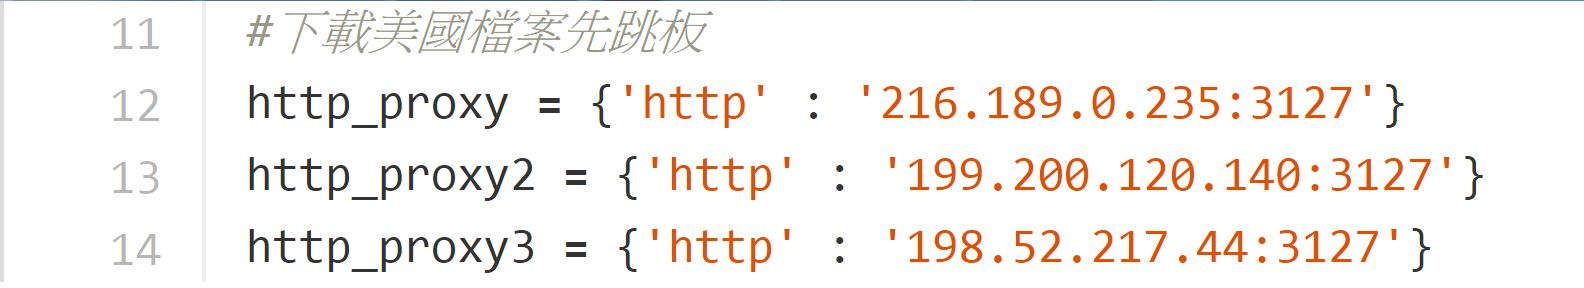 11 #下載美國檔案先跳板
12 http_proxy = {'http' : '216.189.0.235:3127'}
13 http_proxy2 = {'http' : '199.200.120.140:3127'}
14 http_proxy3 = {'http' : '198.52.217.44:3127'}